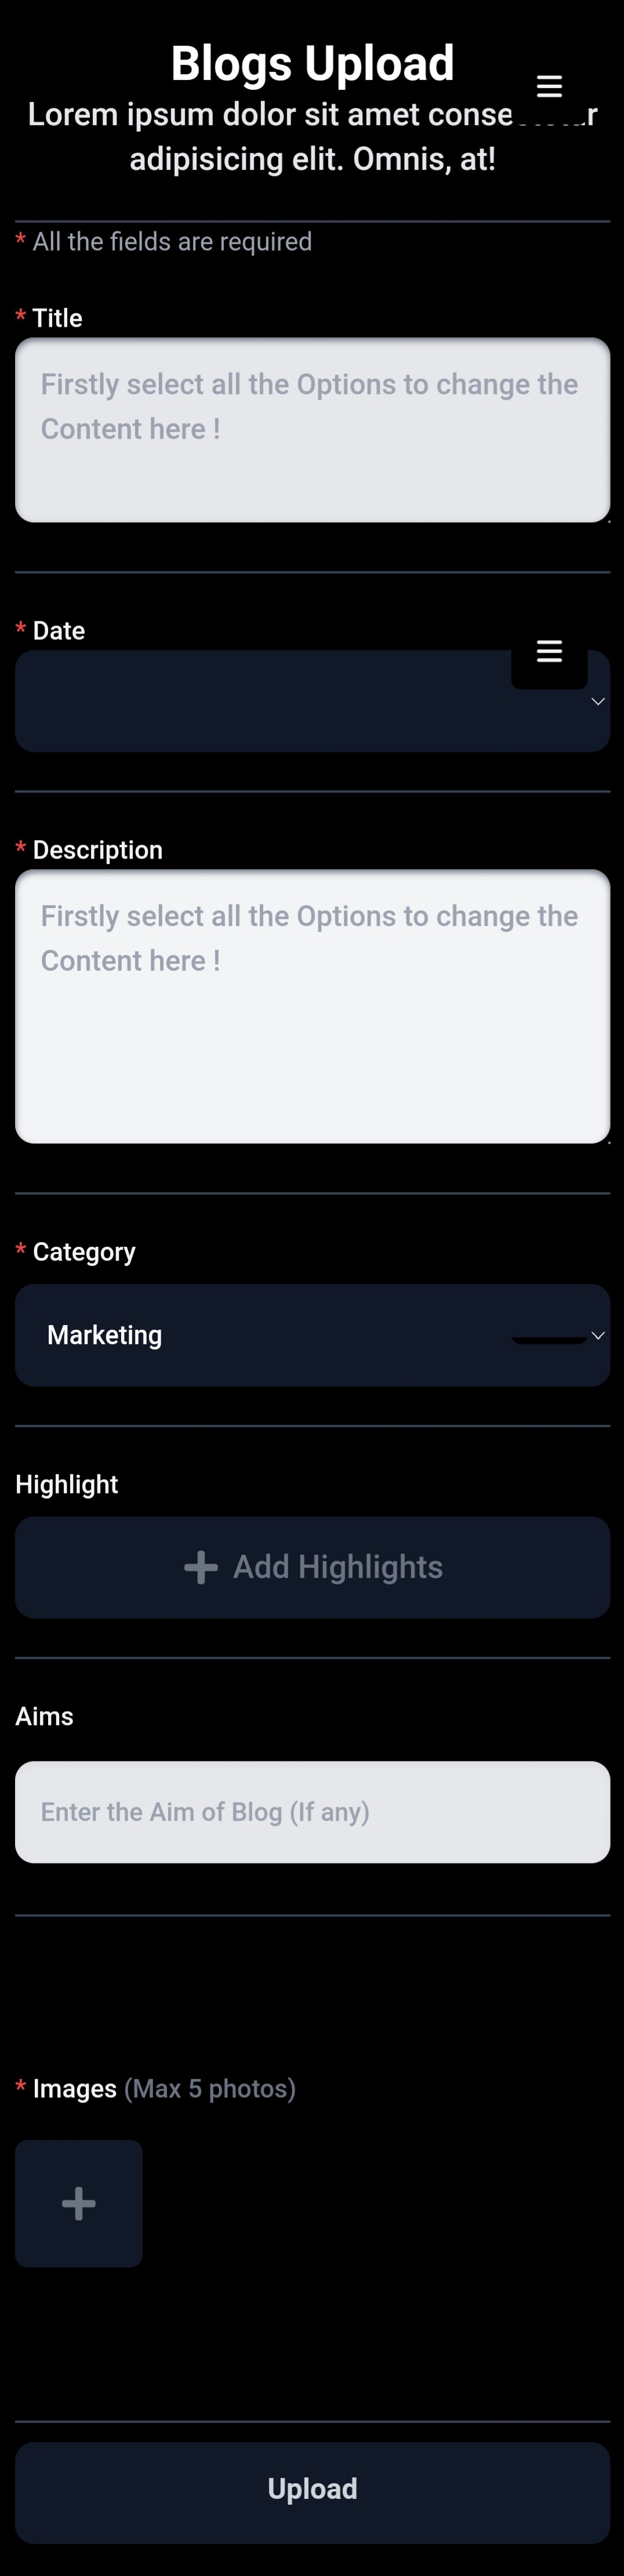 Blogs Upload
Lorem ipsum dolor sit amet
adipisicing elit. Omnis, at!
* All the fields are required
* Title
Firstly select all the Options to change the
Content here !
* Date
* Description
Firstly select all the Options to change the
Content here !
* Category
Marketing
Highlight
Add Highlights
Aims
Enter the Aim of Blog (If any)
* Images (Max 5 photos)
Upload